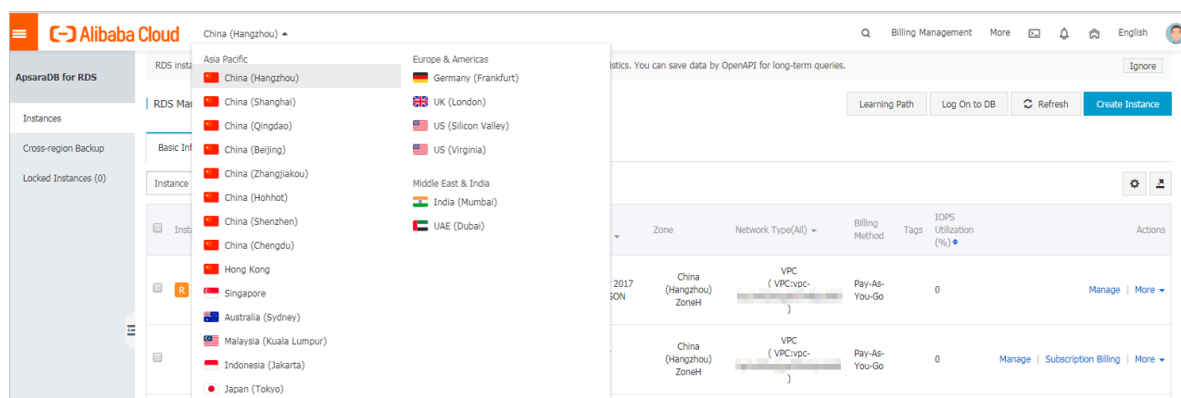 Alibaba Cloud
China (Hangzhou)
Billing Management
More
English
ApsaraDB for RDS
Instances
Cross-region Backup
Locked Instances (0)
RDS insta
istics. You can save data by OpenAPI for long-term queries.
Ignore
RDS Mar
Learning Path
Log On to DB
Refresh
Create Instance
Basic Inf
Instance
Asia Pacific
China (Hangzhou)
China (Shanghai)
China (Qingdao)
China (Beijing)
China (Zhangjiakou)
China (Hohhot)
China (Shenzhen)
China (Chengdu)
Hong Kong
Singapore
Australia (Sydney)
Malaysia (Kuala Lumpur)
Indonesia (Jakarta)
Japan (Tokyo)
Europe & Americas
Germany (Frankfurt)
UK (London)
US (Silicon Valley)
US (Virginia)
Middle East & India
India (Mumbai)
UAE (Dubai)
Insta
Zone
Network Type(All)
Billing
Method
Tags
IOPS
Utilization
(%)
Actions
R
2017
SON
China
(Hangzhou)
ZoneH
VPC
( VPC:vpc-
)
Pay-As-
You-Go
0
Manage | More
China
(Hangzhou)
ZoneH
VPC
( VPC:vpc-
)
Pay-As-
You-Go
0
Manage | Subscription Billing | More